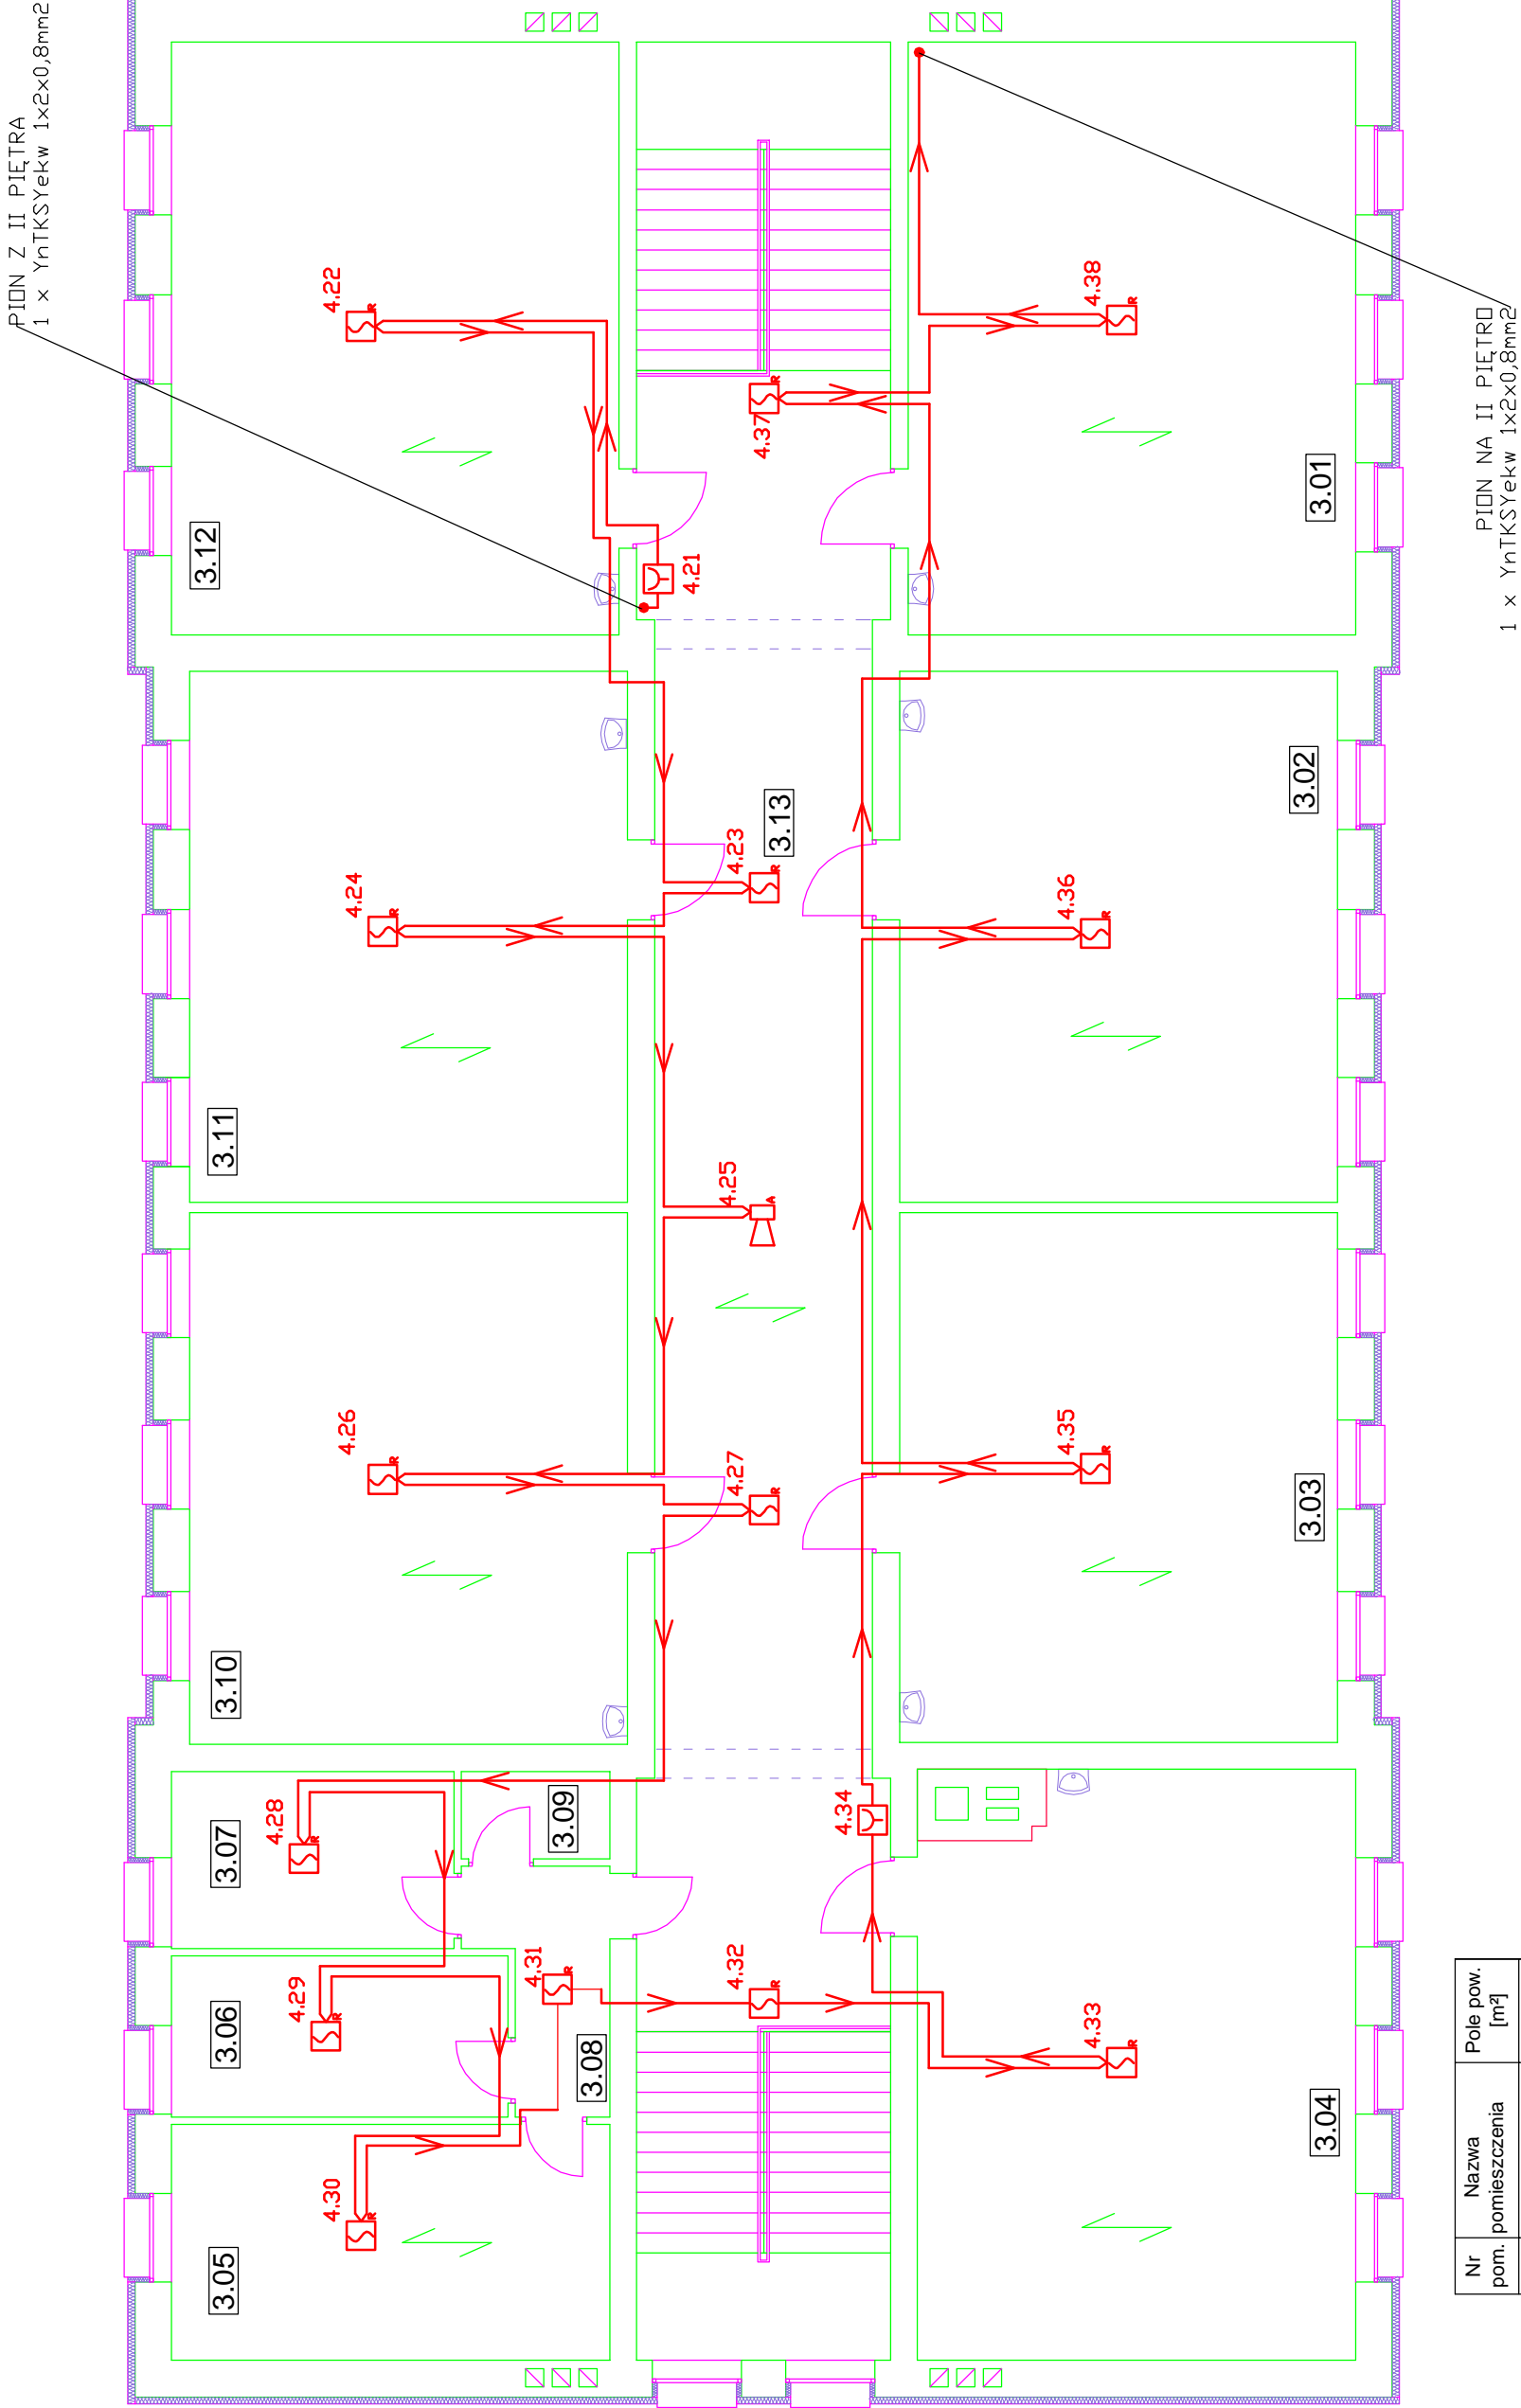 PION Z II PIĘTRA
1 x YnTKSYekw 1x2x0,8mm2
3.12
4.22
R
4.21
4.37
R
4.38
R
3.01
PION NA II PIĘTRO
1 x YnTKSYekw 1x2x0,8mm2
3.11
4.24
R
4.23
R
3.13
4.36
R
3.02
4.25
A
3.10
4.26
R
4.27
R
4.35
R
3.03
3.07
4.28
R
3.09
4.34
3.06
4.29
R
4.31
R
3.08
4.32
R
4.33
R
3.04
3.05
4.30
R
Nr
pom.
Nazwa
pomieszczenia
Pole pow.
[m²]